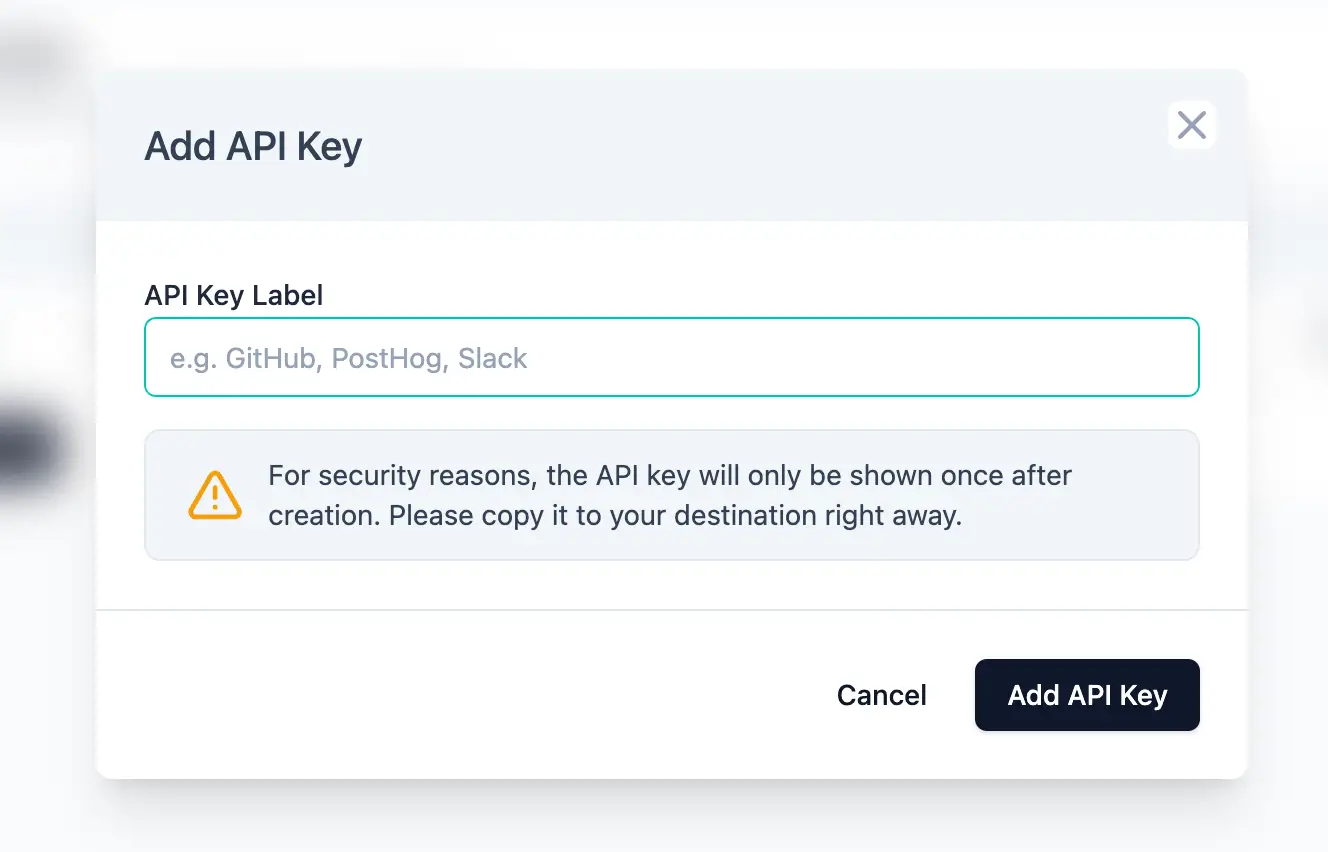 Add API Key
API Key Label
e.g. GitHub, PostHog, Slack
For security reasons, the API key will only be shown once after
creation. Please copy it to your destination right away.
Cancel
Add API Key